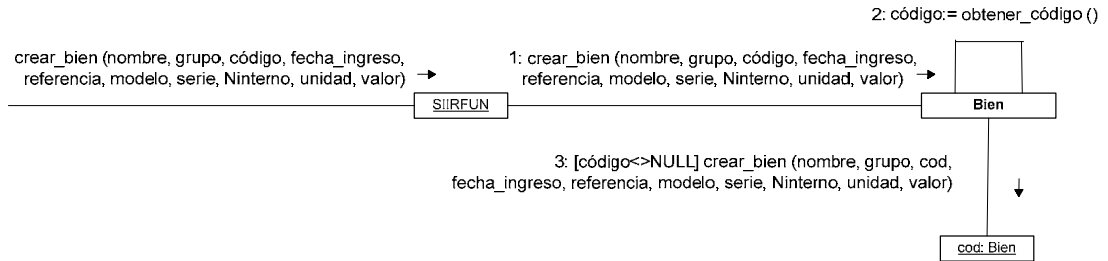 2: código:= obtener_código ()
crear_bien (nombre, grupo, código, fecha_ingreso,
referencia, modelo, serie, Ninterno, unidad, valor)
1: crear_bien (nombre, grupo, código, fecha_ingreso,
referencia, modelo, serie, Ninterno, unidad, valor)
SIIRFUN
Bien
3: [código<>NULL] crear_bien (nombre, grupo, cod,
fecha_ingreso, referencia, modelo, serie, Ninterno, unidad, valor)
cod: Bien